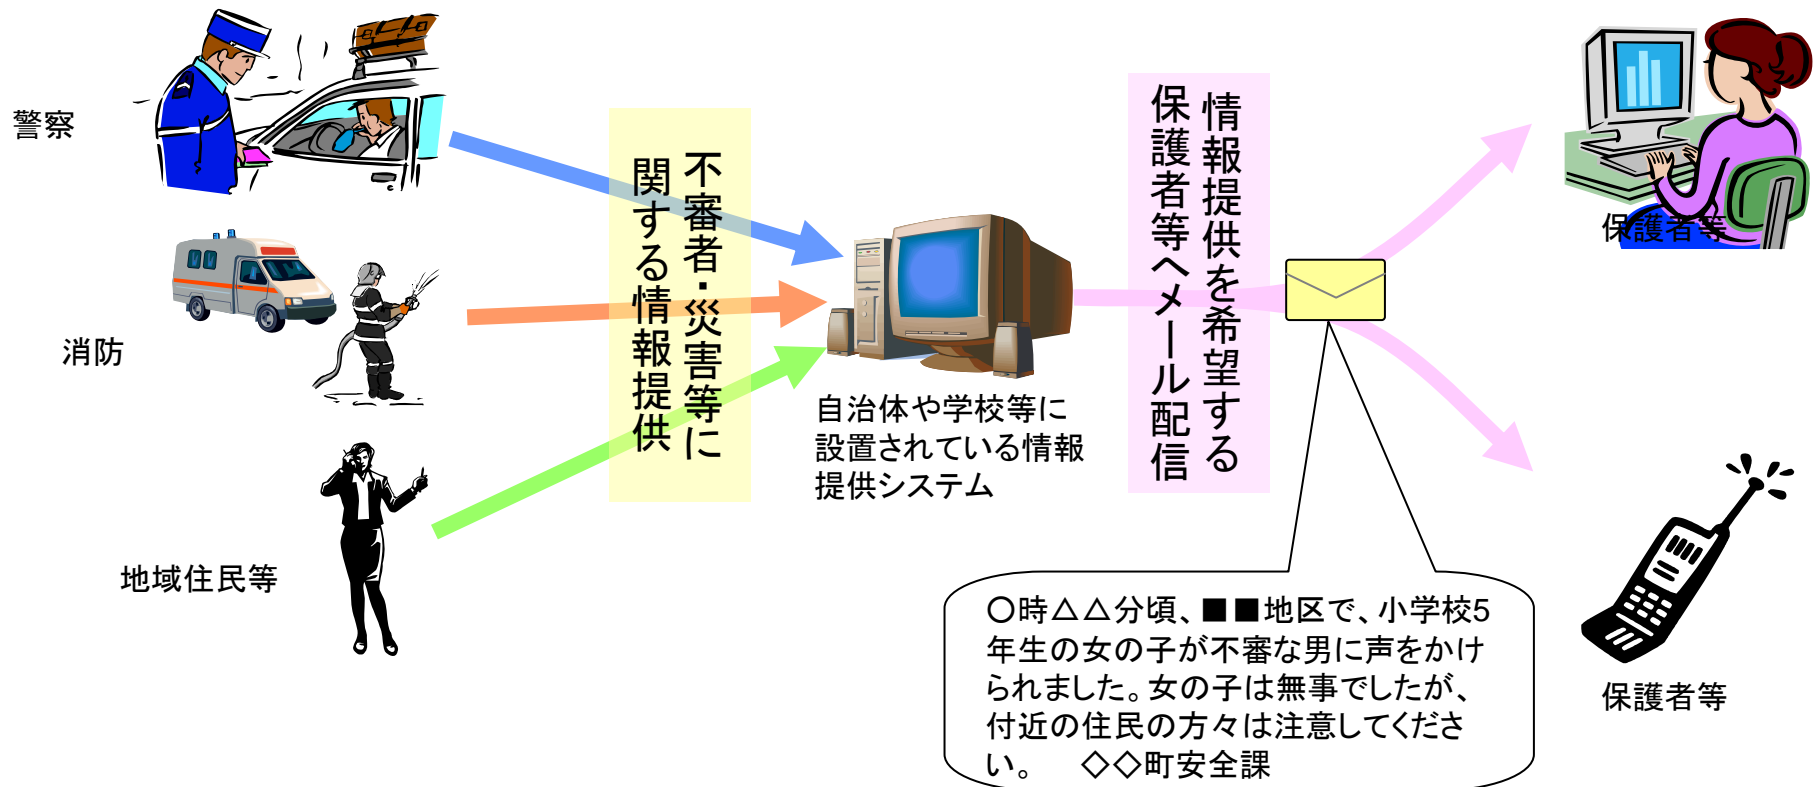 警察
消防
地域住民等
不審者・災害等に
関する情報提供
自治体や学校等に
設置されている情報
提供システム
情報提供を希望する
保護者等へメール配信
保護者等
〇時△△分頃、■■地区で、小学校5
年生の女の子が不審な男に声をかけ
られました。女の子は無事でしたが、
付近の住民の方々は注意してくださ
い。　◇◇町安全課
保護者等